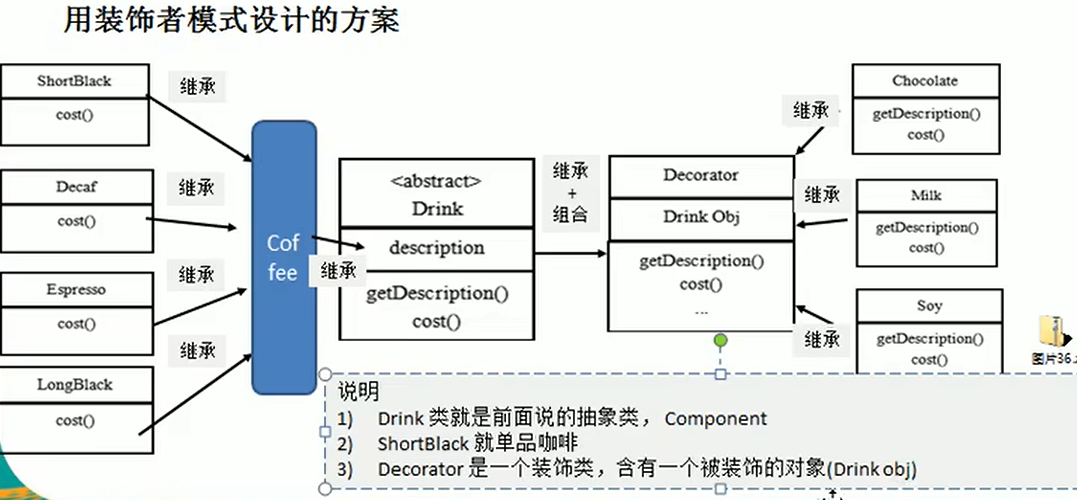 用装饰者模式设计的方案
ShortBlack
cost()
继承
Decaf
cost()
继承
Espresso
cost()
继承
LongBlack
cost()
继承
Cof
fee
继承
<abstract>
Drink
description
getDescription()
cost()
继承
+
组合
Decorator
Drink Obj
getDescription()
cost()
...
继承
Chocolate
getDescription()
cost()
继承
Milk
getDescription()
cost()
继承
Soy
getDescription()
cost()
说明
1) Drink 类就是前面说的抽象类， Component
2) ShortBlack 就单品咖啡
3) Decorator 是一个装饰类，含有一个被装饰的对象(Drink obj)
图片36.